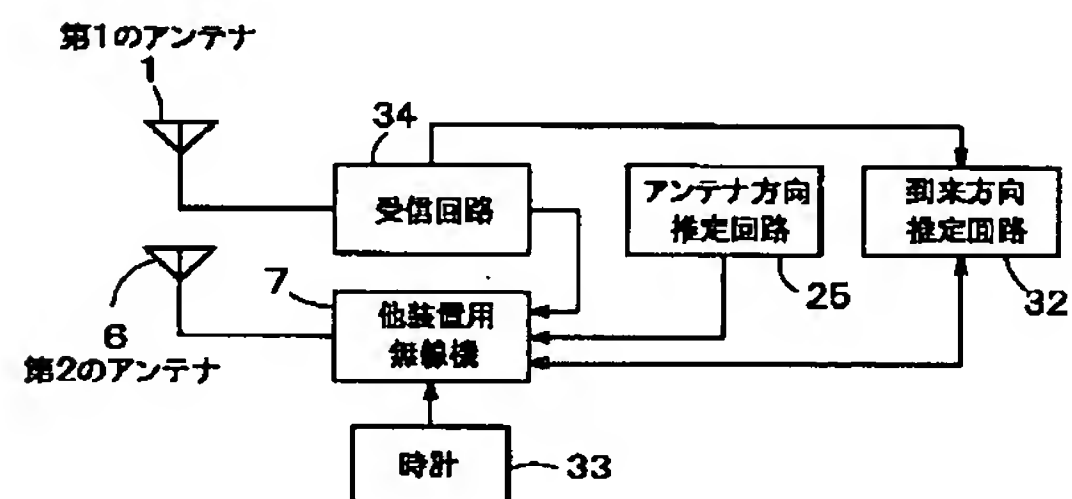 第1のアンテナ
1
34
受信回路
アンテナ方向
推定回路
25
到来方向
推定回路
32
6
第2のアンテナ
7
他装置用
無線機
時計
33